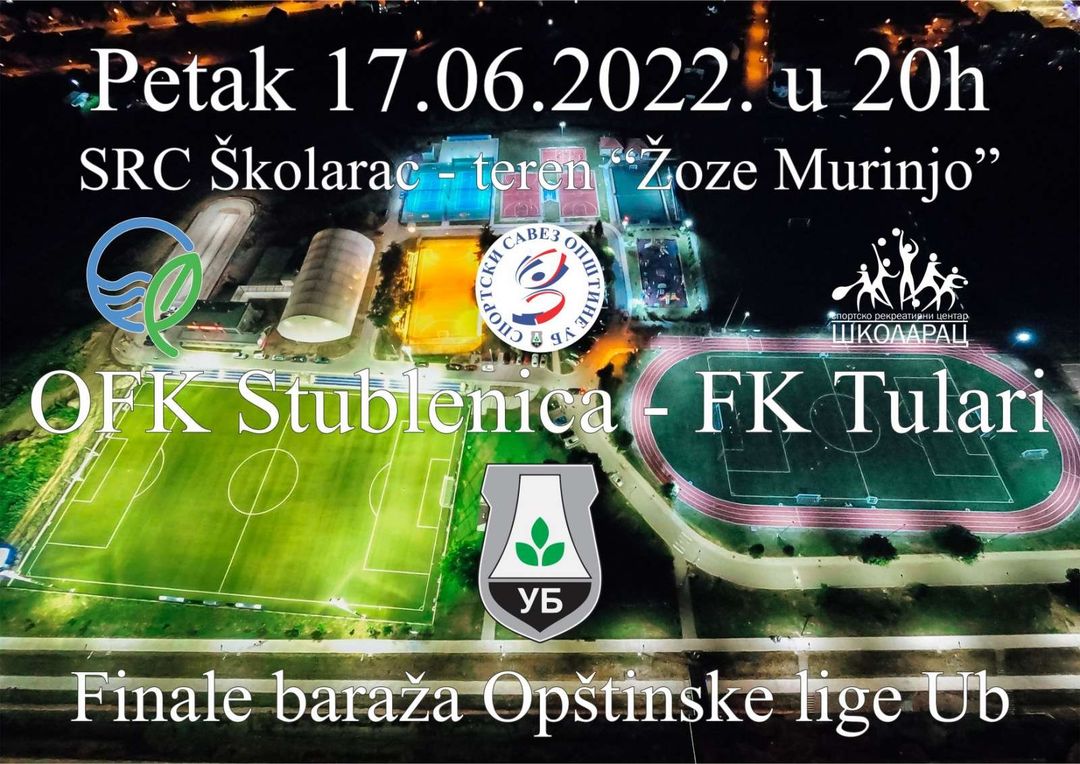 Petak 17.06.2022. u 20h
SRC Školarac - teren “Žoze Murinjo”
СПОРТСКИ САВЕЗ ОПШТИНЕ УБ
спортско рекреативни центар
ШКОЛАРАЦ
OFK Stublenica - FK Tulari
УБ
Finale baraža Opštinske lige Ub